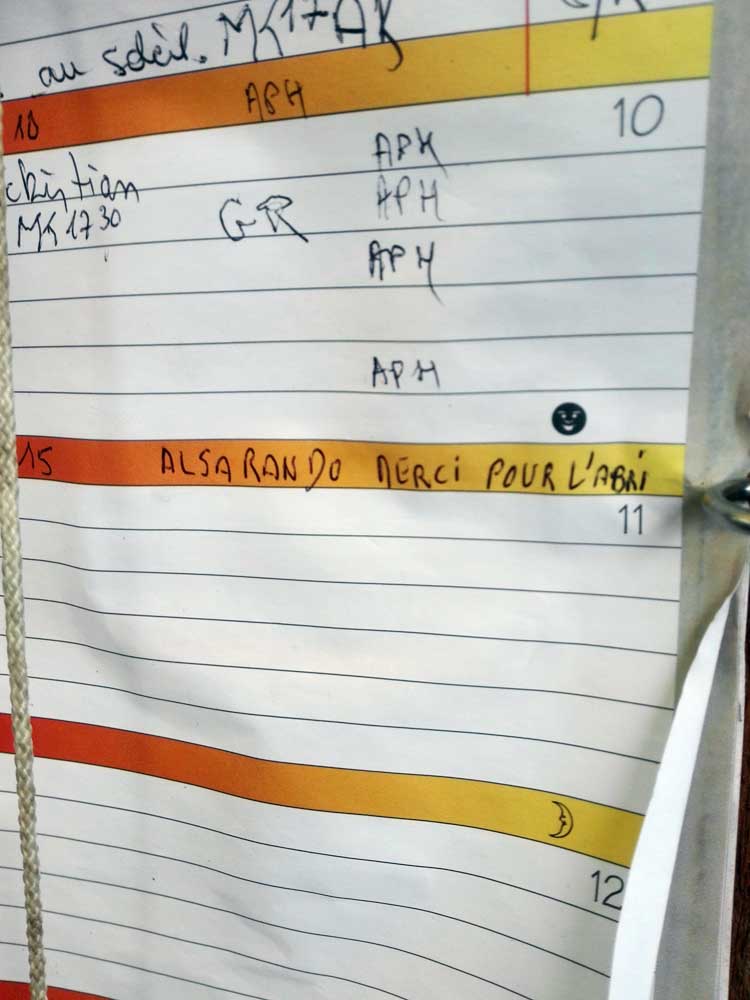 au soleil. MK17AK
10 APH
10
APH
christian
APH
MK 17 30 GR
APH
APH
15 ALSARANDO MERCI POUR L'ABRI
11
12